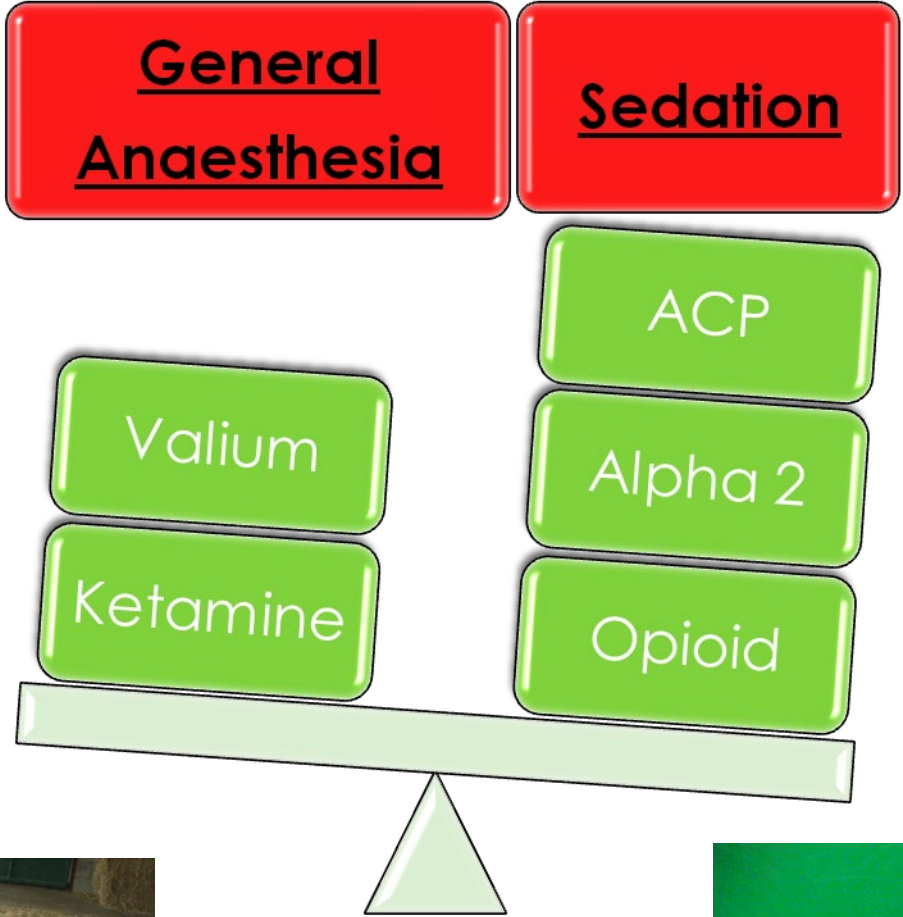 General
Anaesthesia
Sedation
ACP
Valium
Alpha 2
Ketamine
Opioid